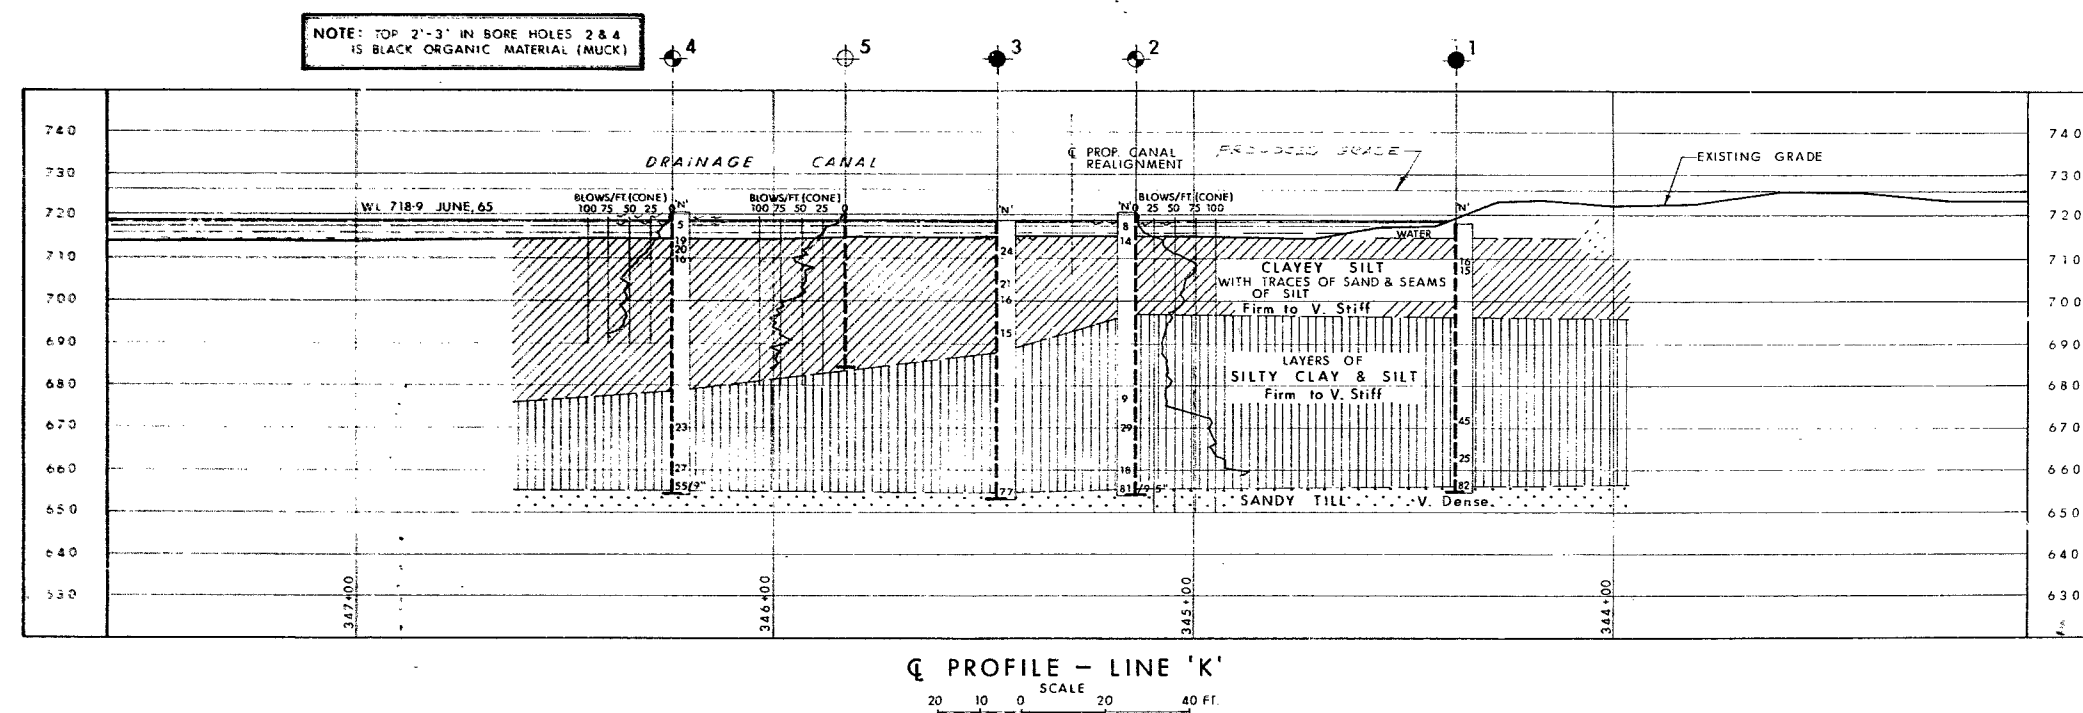 NOTE: TOP 2'-3' IN BORE HOLES 2 & 4
IS BLACK ORGANIC MATERIAL (MUCK)
4
5
3
2
1
740
740
DRAINAGE CANAL
℄ PROP. CANAL
REALIGNMENT
PROPOSED GRADE
EXISTING GRADE
730
730
BLOWS/FT.(CONE)
100 75 50 25 0
'N'
BLOWS/FT.(CONE)
100 75 50 25 0
'N'
'N'
BLOWS/FT.(CONE)
0 25 50 75 100
'N'
WL 718·9 JUNE, 65
720
720
5
19
20
16
8
14
WATER
24
21
16
15
16
15
710
710
CLAYEY SILT
WITH TRACES OF SAND & SEAMS
OF SILT
Firm to V. Stiff
700
700
690
690
LAYERS OF
SILTY CLAY & SILT
Firm to V. Stiff
680
680
9
23
29
45
670
670
27
18
25
660
660
55/9"
77
81/9·5"
82
SANDY TILL V. Dense
650
650
640
640
630
630
347+00
346+00
345+00
344+00
℄ PROFILE – LINE 'K'
SCALE
20 10 0 20 40 FT.